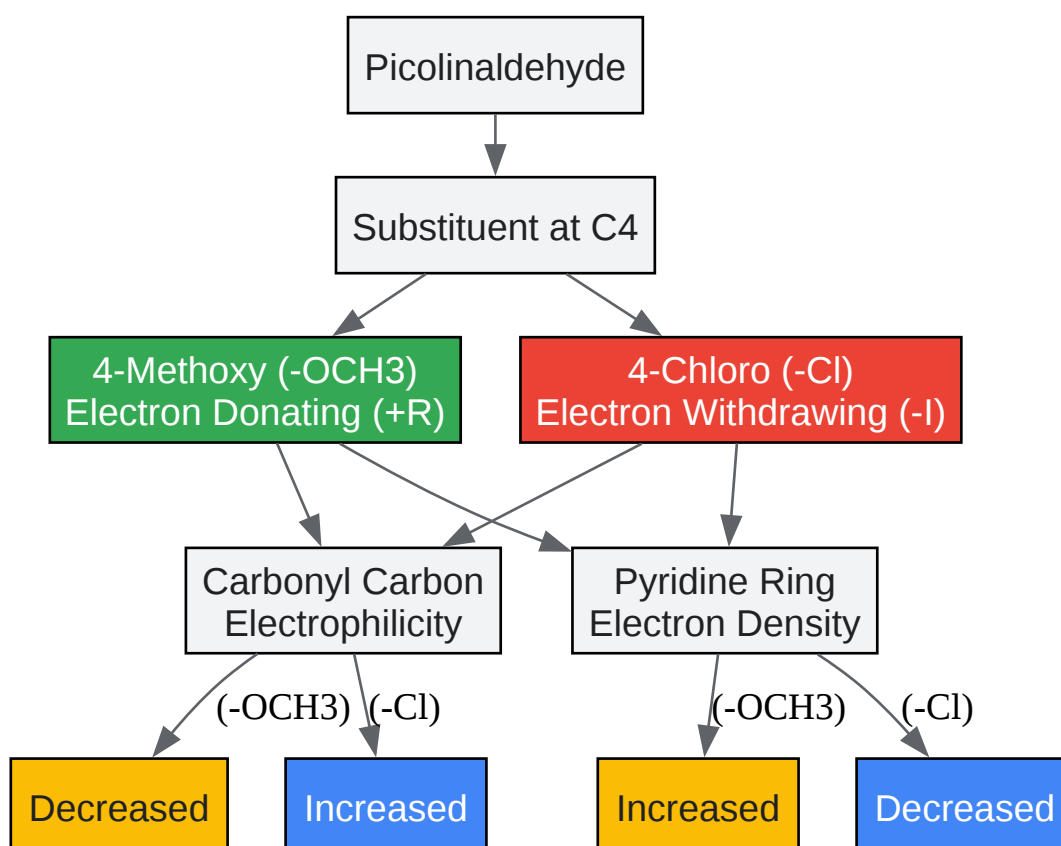 Picolinaldehyde
Substituent at C4
4-Methoxy (-OCH3)
Electron Donating (+R)
4-Chloro (-Cl)
Electron Withdrawing (-I)
Carbonyl Carbon
Electrophilicity
Pyridine Ring
Electron Density
(-OCH3)
(-Cl)
(-OCH3)
(-Cl)
Decreased
Increased
Increased
Decreased